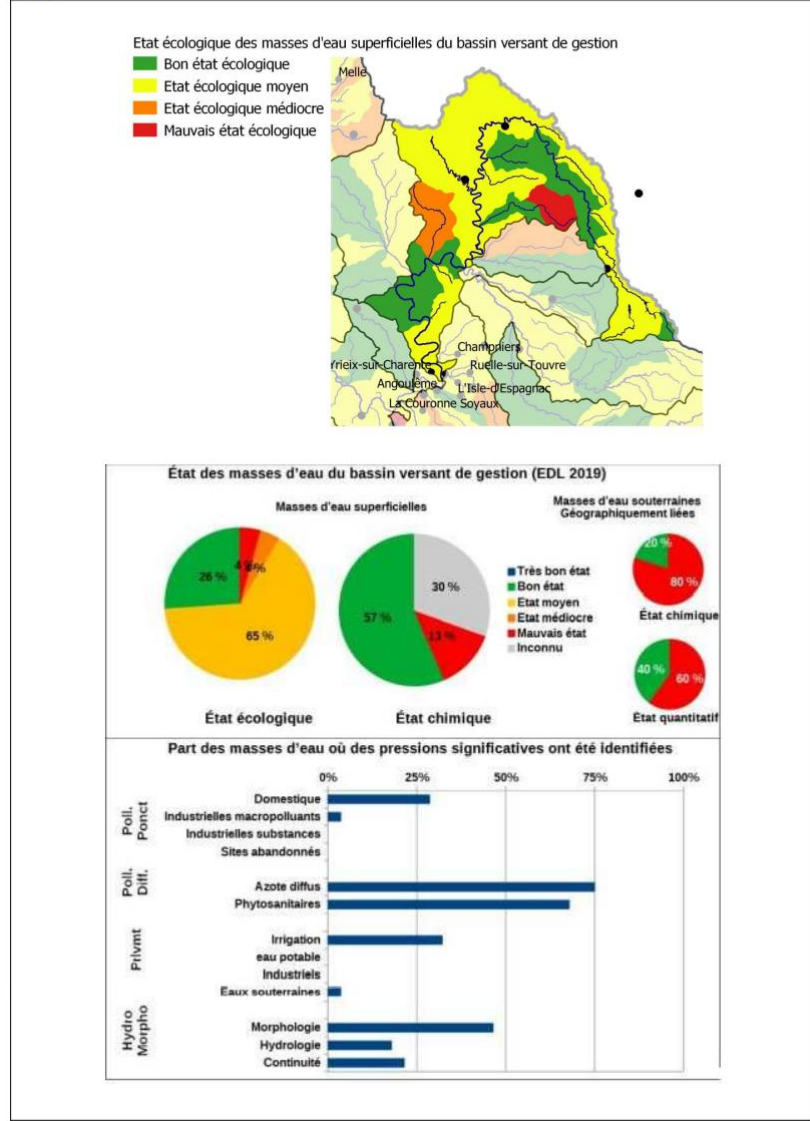 Etat écologique des masses d'eau superficielles du bassin versant de gestion
Bon état écologique
Etat écologique moyen
Etat écologique médiocre
Mauvais état écologique
Melle
Champniers
Yrieix-sur-Charente
Ruelle-sur-Touvre
Angoulême
L'Isle-d'Espagnac
La Couronne Soyaux
État des masses d'eau du bassin versant de gestion (EDL 2019)
Masses d'eau superficielles
Masses d'eau souterraines
Géographiquement liées
26 %
4 %
65 %
30 %
57 %
13 %
Très bon état
Bon état
Etat moyen
Etat médiocre
Mauvais état
Inconnu
20 %
80 %
État chimique
40 %
60 %
État quantitatif
État écologique
État chimique
Part des masses d'eau où des pressions significatives ont été identifiées
0%
25%
50%
75%
100%
Poll.
Ponct
Domestique
Industrielles macropolluants
Industrielles substances
Sites abandonnés
Poll.
Diff.
Azote diffus
Phytosanitaires
Prlvmt
Irrigation
eau potable
Industriels
Eaux souterraines
Hydro
Morpho
Morphologie
Hydrologie
Continuité